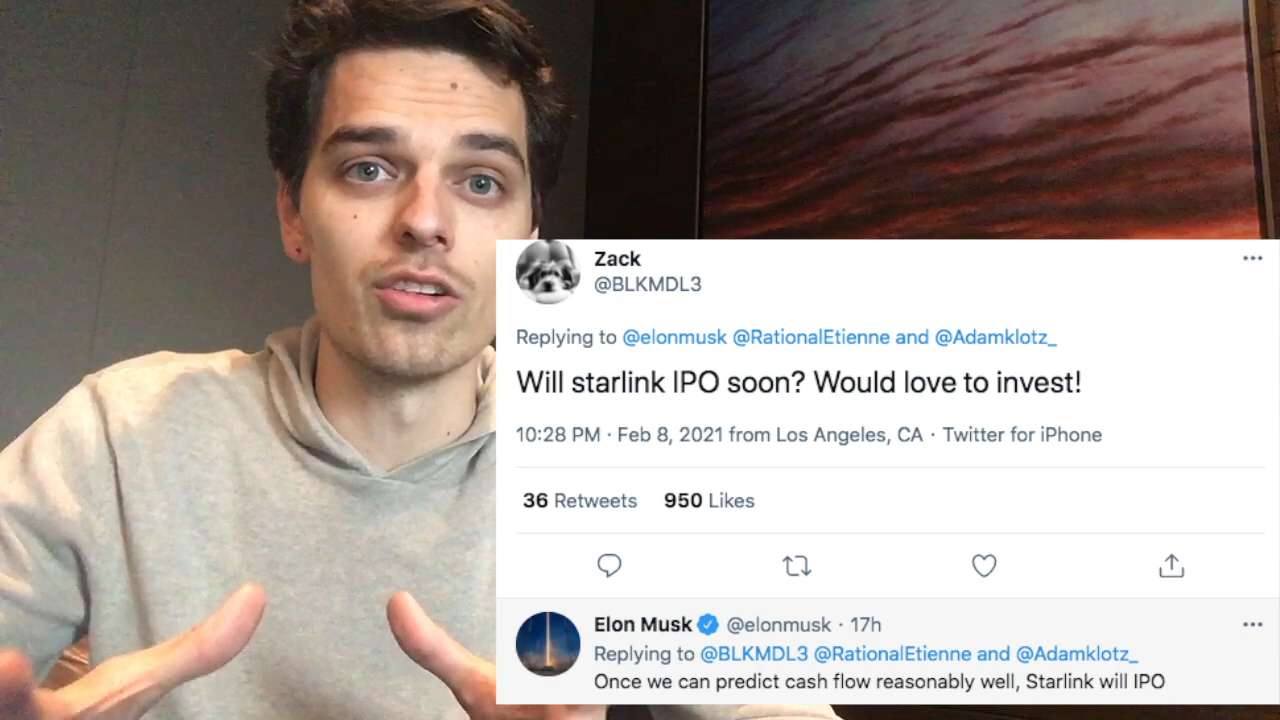 Zack
@BLKMDL3
Replying to @elonmusk @RationalEtienne and @Adamklotz_
Will starlink IPO soon? Would love to invest!
10:28 PM · Feb 8, 2021 from Los Angeles, CA · Twitter for iPhone
36 Retweets 950 Likes
Elon Musk @elonmusk · 17h
Replying to @BLKMDL3 @RationalEtienne and @Adamklotz_
Once we can predict cash flow reasonably well, Starlink will IPO